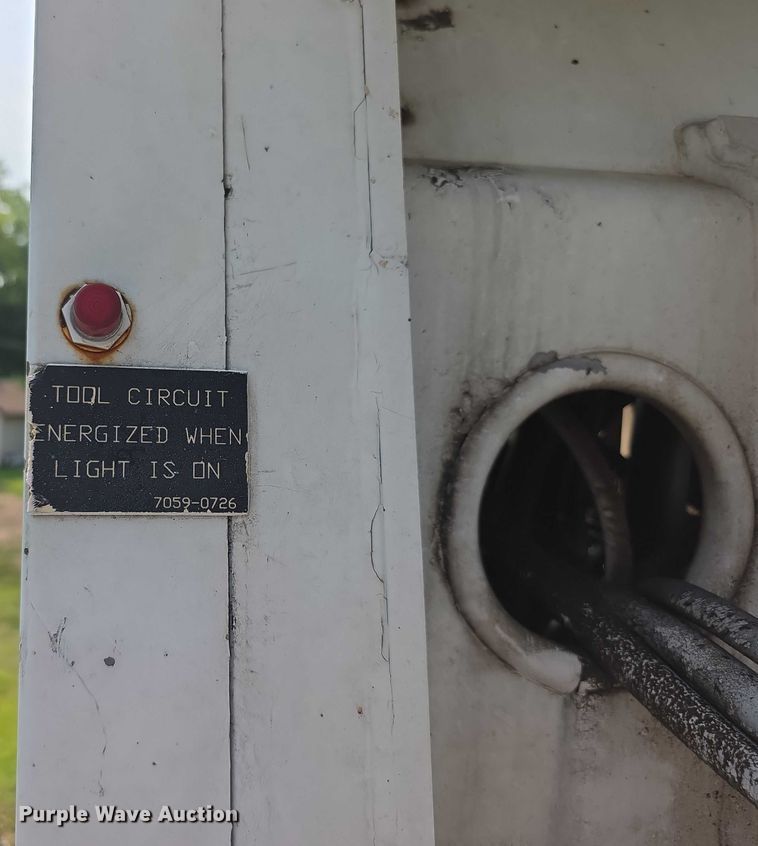 TOOL CIRCUIT
ENERGIZED WHEN
LIGHT IS ON
7059-0726
Purple Wave Auction